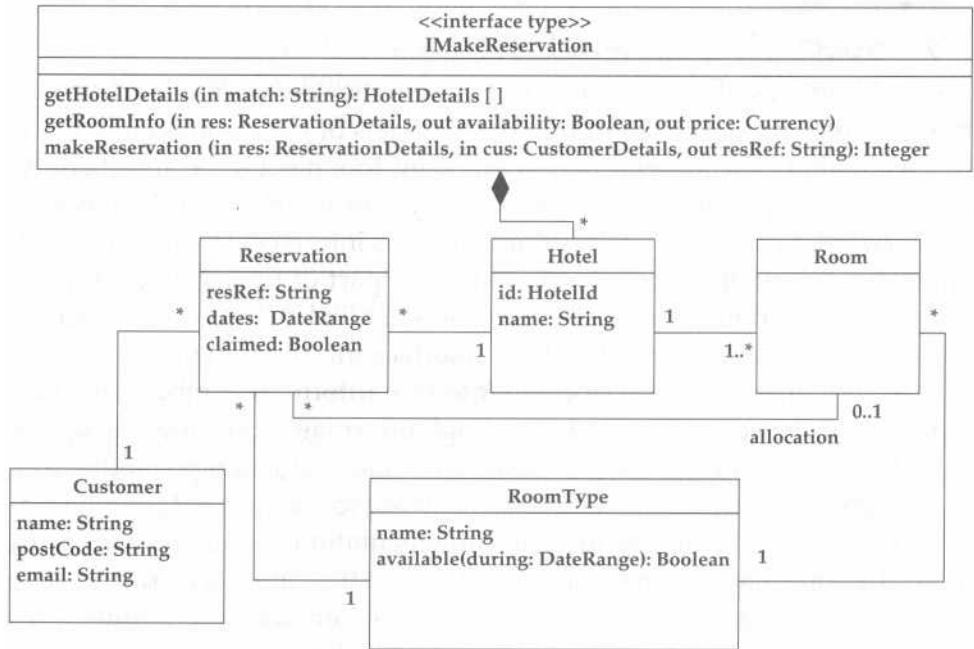 <<interface type>>
IMakeReservation
getHotelDetails (in match: String): HotelDetails [ ]
getRoomInfo (in res: ReservationDetails, out availability: Boolean, out price: Currency)
makeReservation (in res: ReservationDetails, in cus: CustomerDetails, out resRef: String): Integer
*
Reservation
resRef: String
dates: DateRange
claimed: Boolean
Hotel
id: HotelId
name: String
Room
*
*
1
1
1..*
*
*
*
0..1
allocation
1
Customer
name: String
postCode: String
email: String
RoomType
name: String
available(during: DateRange): Boolean
1
1